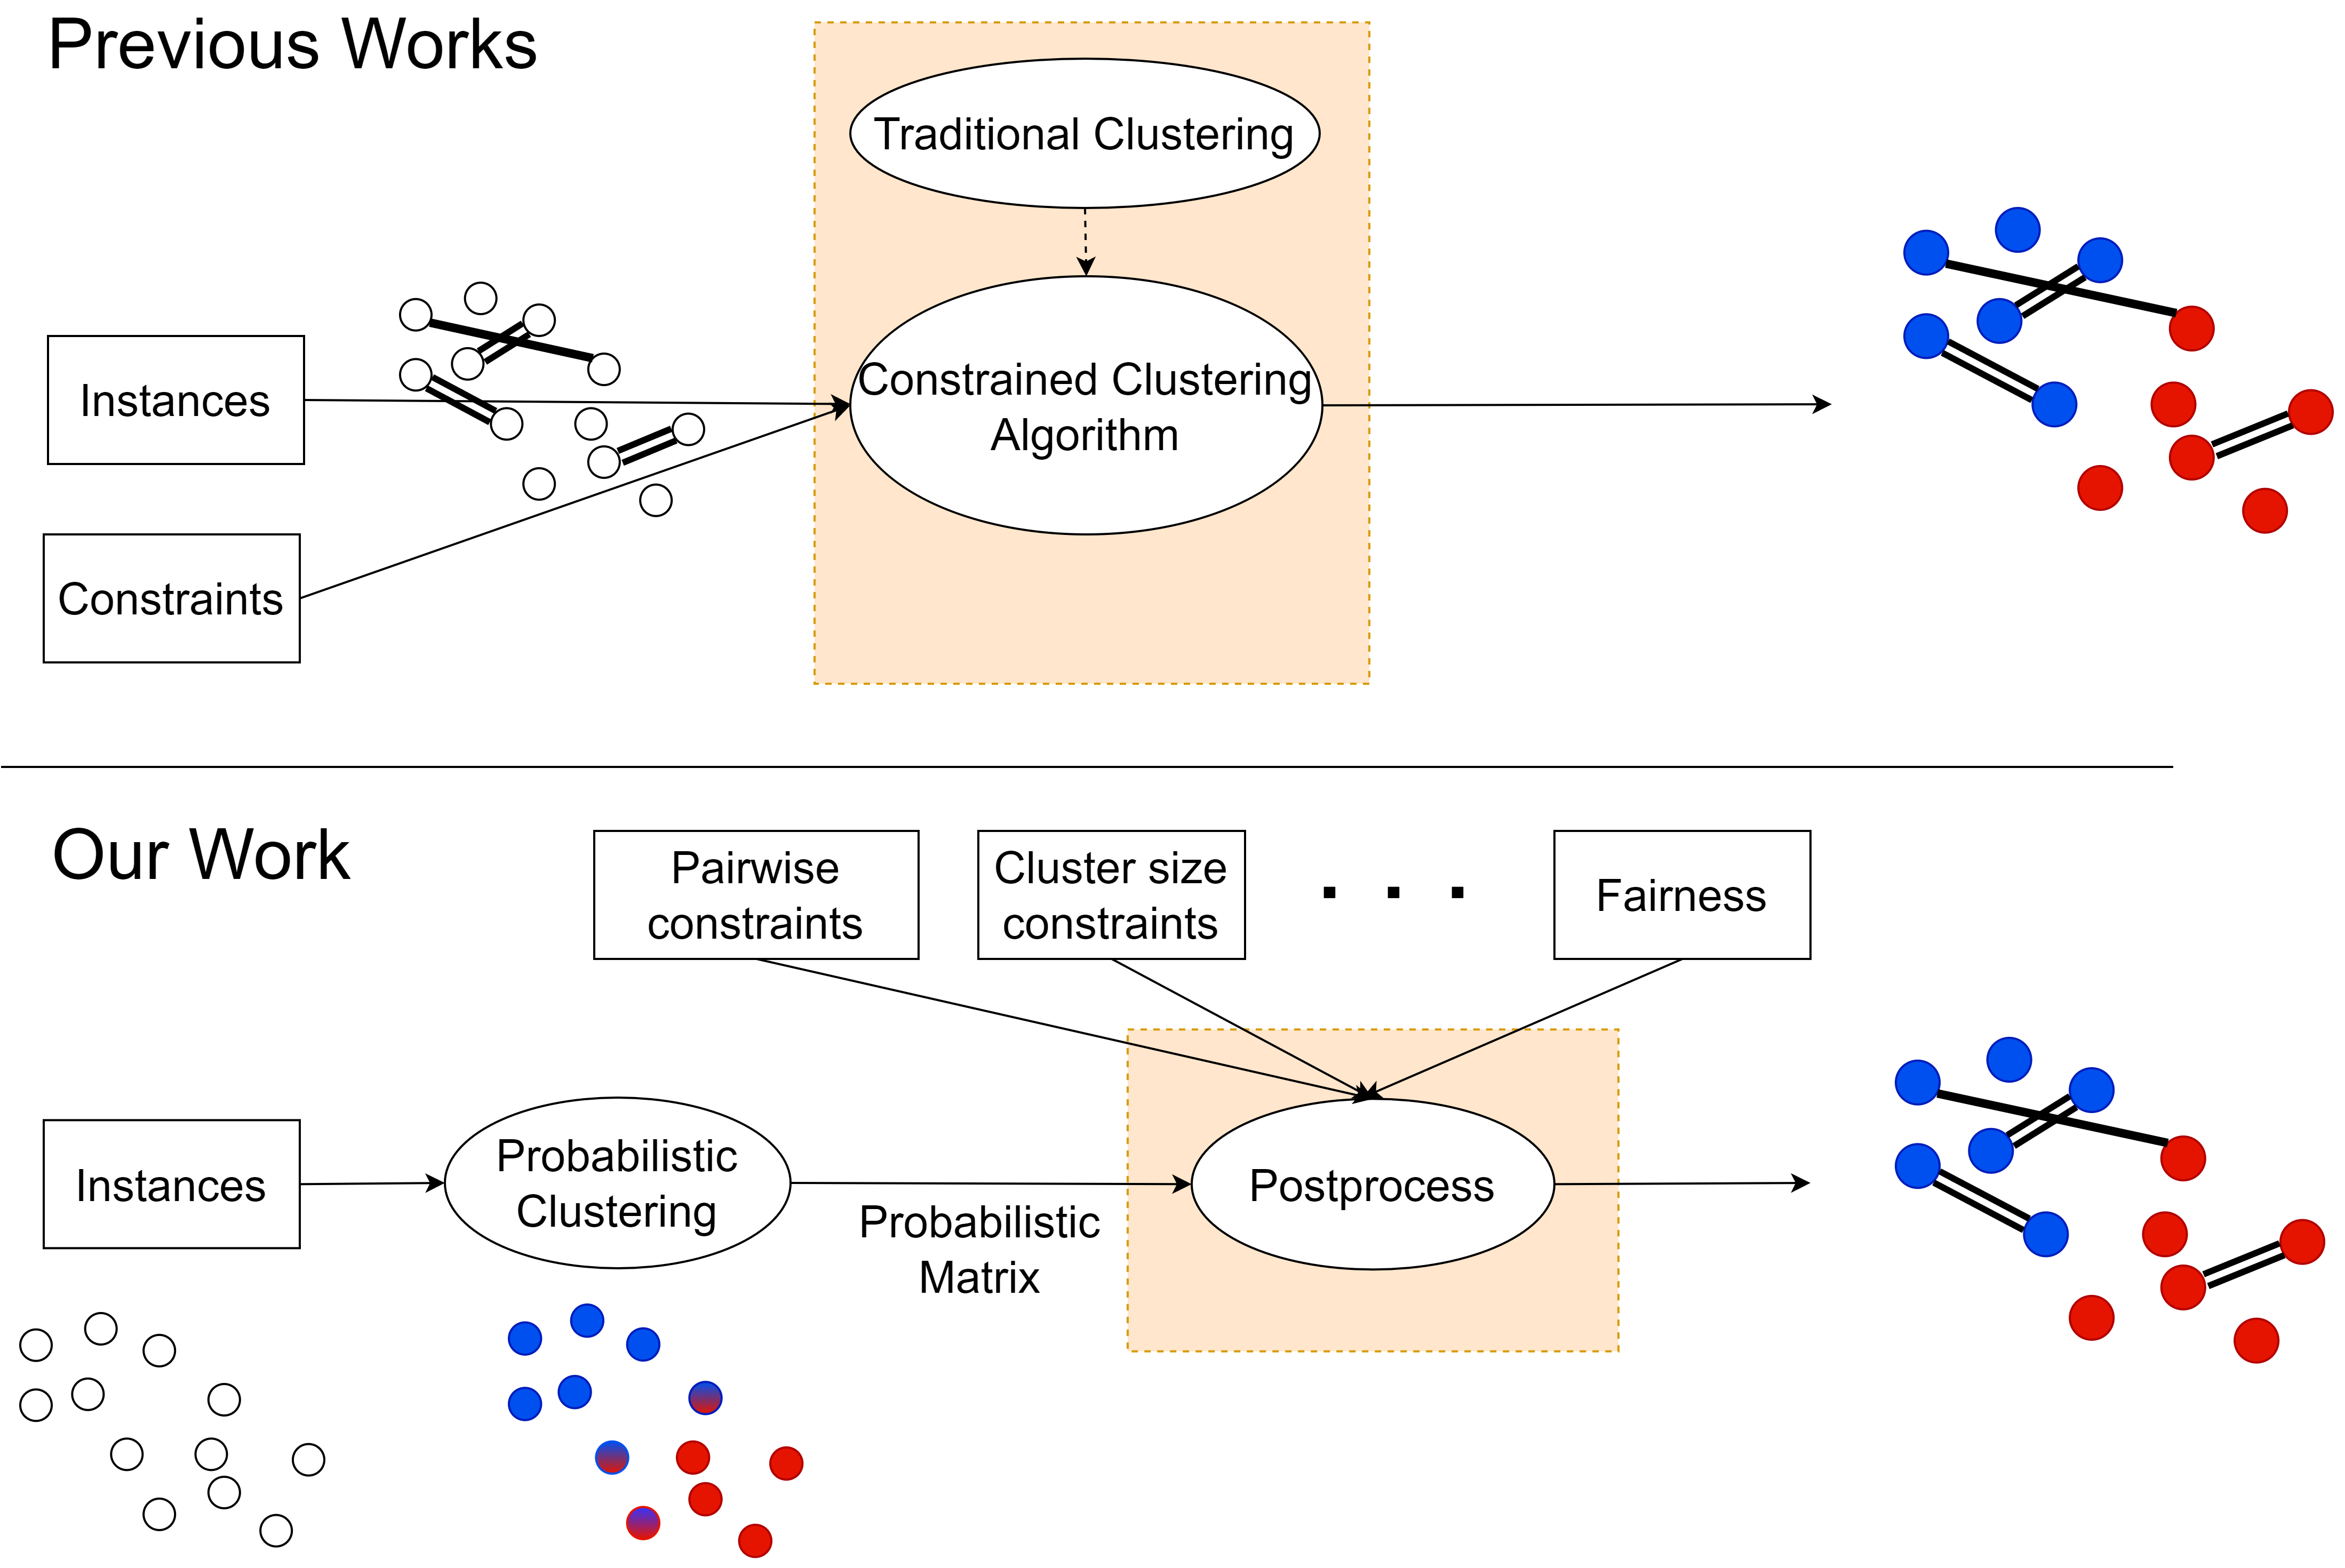 Previous Works
Traditional Clustering
Instances
Constrained Clustering
Algorithm
Constraints
Our Work
Pairwise
constraints
Cluster size
constraints
. . .
Fairness
Instances
Probabilistic
Clustering
Probabilistic
Matrix
Postprocess